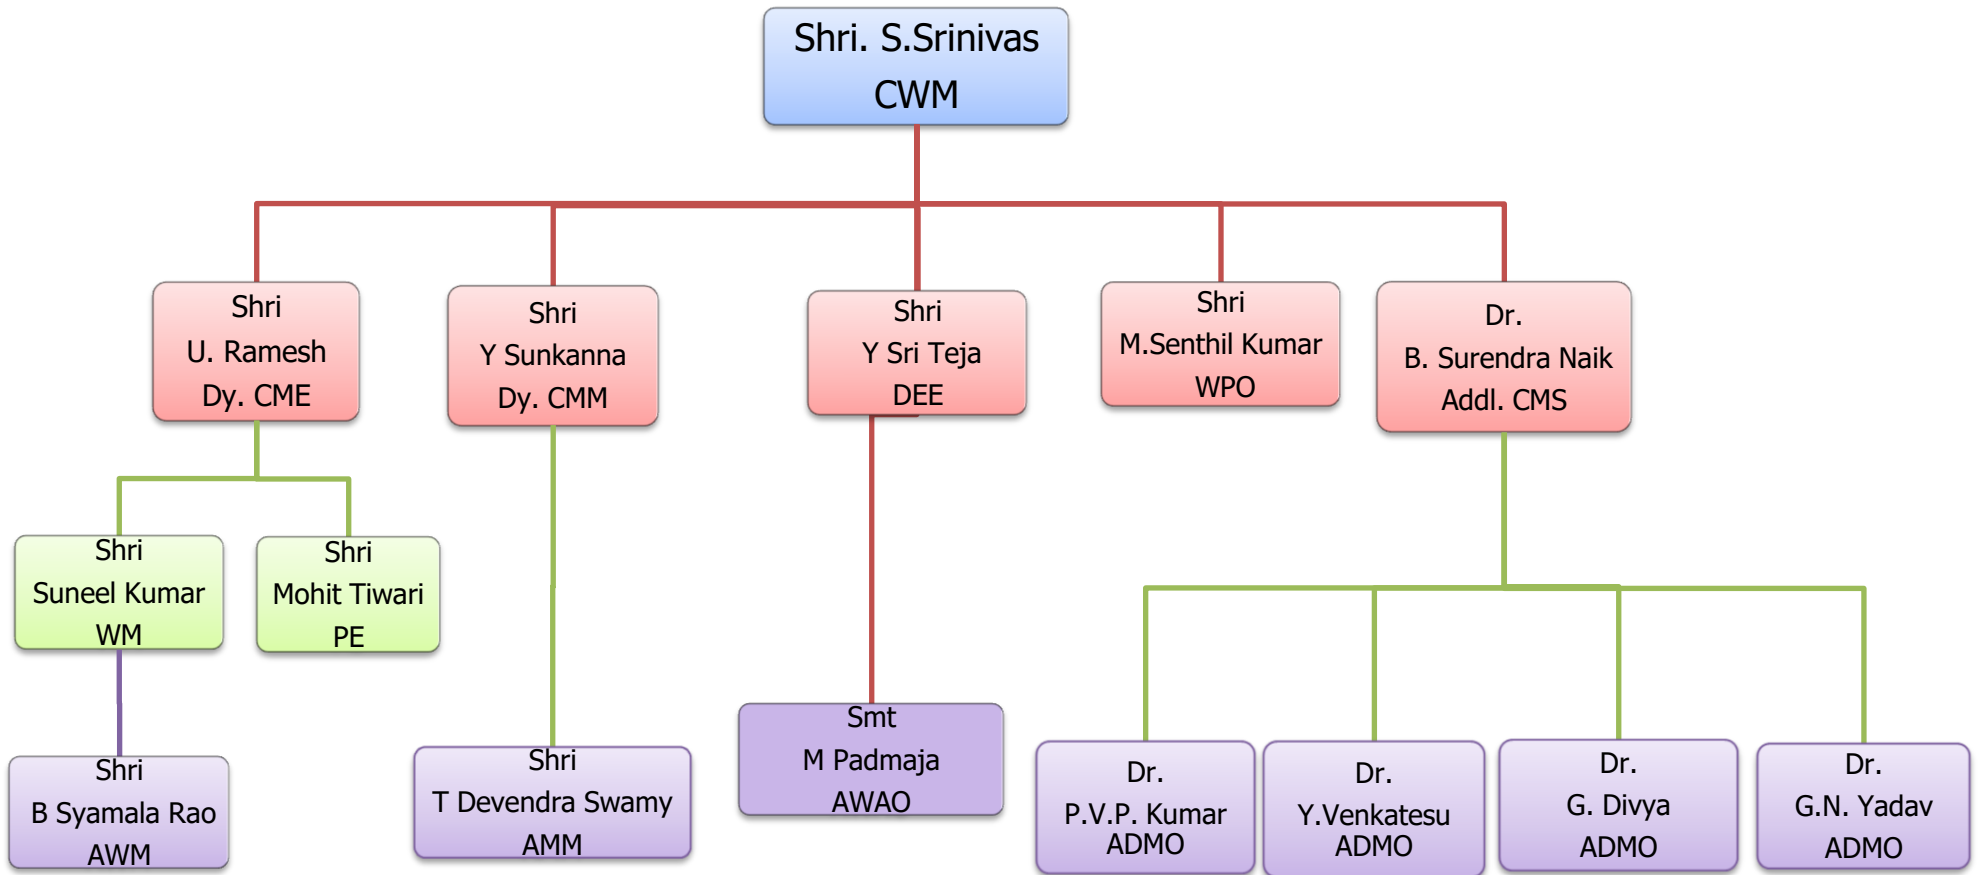 Shri. S.Srinivas
CWM
Shri
U. Ramesh
Dy. CME
Shri
Y Sunkanna
Dy. CMM
Shri
Y Sri Teja
DEE
Shri
M.Senthil Kumar
WPO
Dr.
B. Surendra Naik
Addl. CMS
Shri
Suneel Kumar
WM
Shri
Mohit Tiwari
PE
Shri
B Syamala Rao
AWM
Shri
T Devendra Swamy
AMM
Smt
M Padmaja
AWAO
Dr.
P.V.P. Kumar
ADMO
Dr.
Y.Venkatesu
ADMO
Dr.
G. Divya
ADMO
Dr.
G.N. Yadav
ADMO